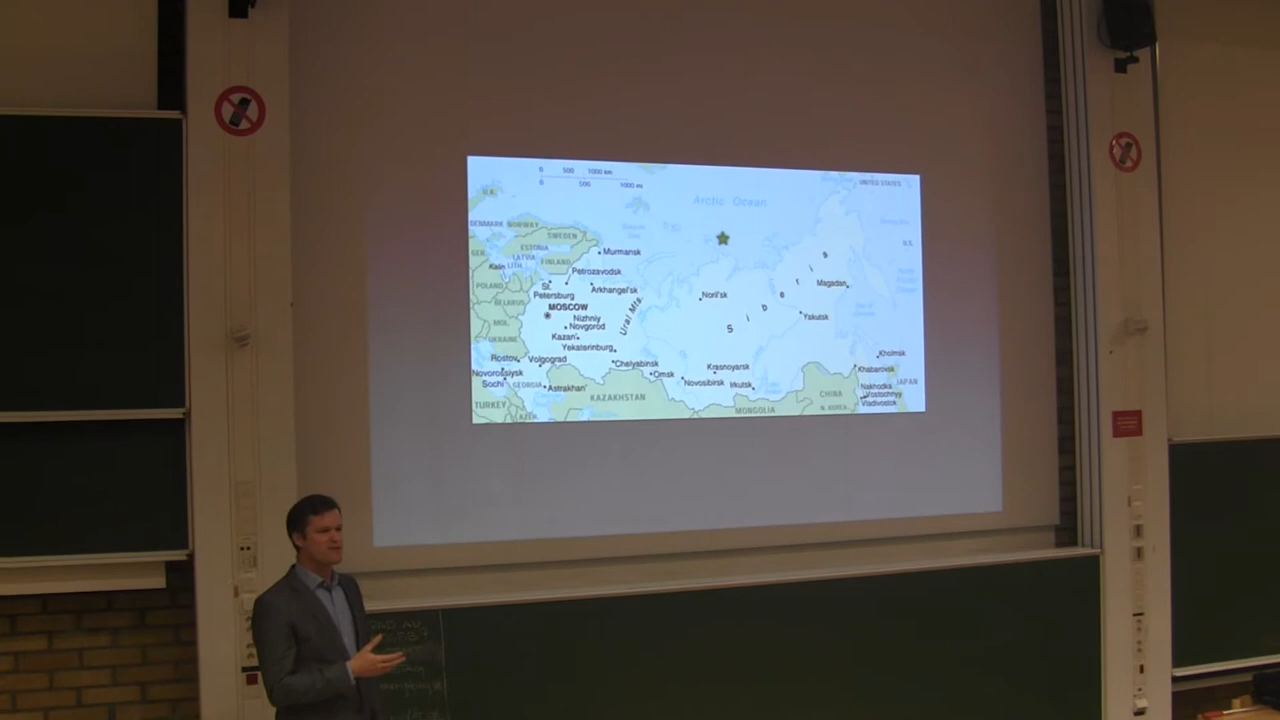 0 500 1000 km
0 500 1000 mi
UNITED STATES
U.K.
Arctic Ocean
DENMARK NORWAY
SWEDEN
U.S.
ESTONIA
GER.
LATVIA
Murmansk
FINLAND
Kalin LITH
Petrozavodsk
Siberia
POLAND
St.
Petersburg
Arkhangel'sk
Magadan
Noril'sk
BELARUS
MOSCOW
Ural Mts.
Nizhniy
Novgorod
Yakutsk
MOL.
UKRAINE
Kazan'
Yekaterinburg
Kholmsk
Rostov
Volgograd
Chelyabinsk
Krasnoyarsk
Khabarovsk
Novorossiysk
Omsk
Novosibirsk
Irkutsk
Sochi
GEORGIA
Astrakhan'
JAPAN
Nakhodka
Vostochnyy
Vladivostok
KAZAKHSTAN
CHINA
TURKEY
MONGOLIA
N. KOREA